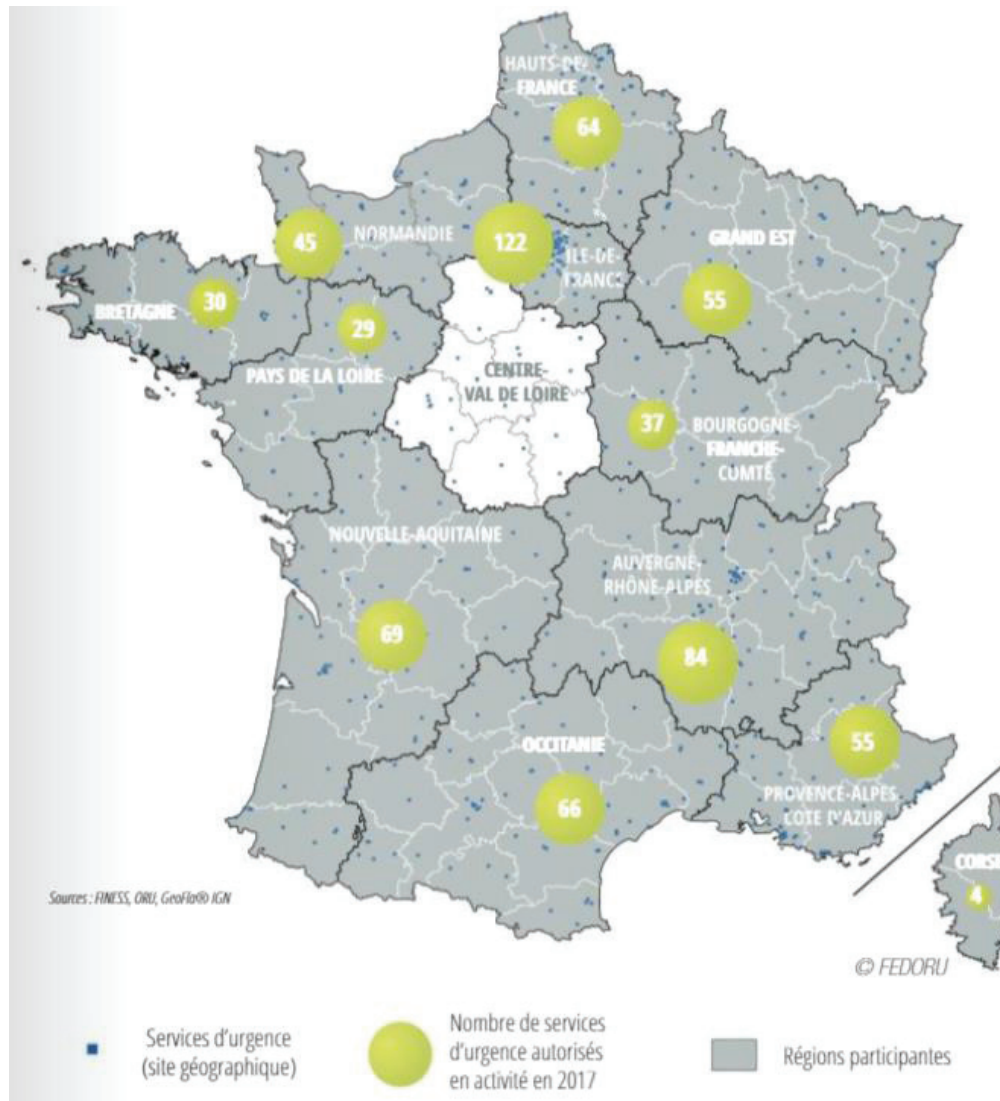 HAUTS-DE-
FRANCE
64
45
NORMANDIE
122
ILE-DE-
FRANCE
GRAND EST
55
BRETAGNE
30
29
PAYS DE LA LOIRE
CENTRE-
VAL DE LOIRE
37
BOURGOGNE-
FRANCHE-
COMTÉ
NOUVELLE-AQUITAINE
69
AUVERGNE-
RHÔNE-ALPES
84
OCCITANIE
66
55
PROVENCE-ALPES
COTE D'AZUR
CORSE
4
Sources : FINESS, ORU, GeoFla® IGN
© FEDORU
Services d'urgence
(site géographique)
Nombre de services
d'urgence autorisés
en activité en 2017
Régions participantes